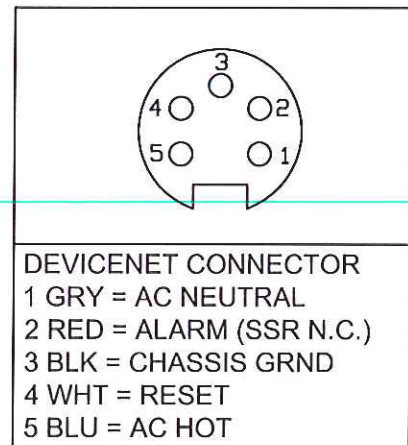 3
4 2
5 1
DEVICENET CONNECTOR
1 GRY = AC NEUTRAL
2 RED = ALARM (SSR N.C.)
3 BLK = CHASSIS GRND
4 WHT = RESET
5 BLU = AC HOT